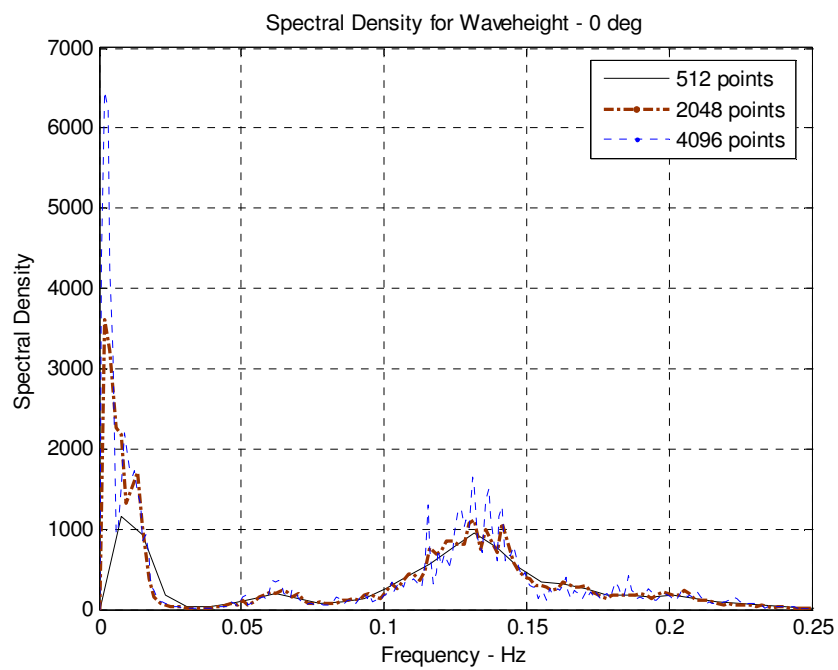 Spectral Density for Waveheight - 0 deg
7000
6000
5000
4000
3000
2000
1000
0
Spectral Density
512 points
2048 points
4096 points
0
0.05
0.1
0.15
0.2
0.25
Frequency - Hz